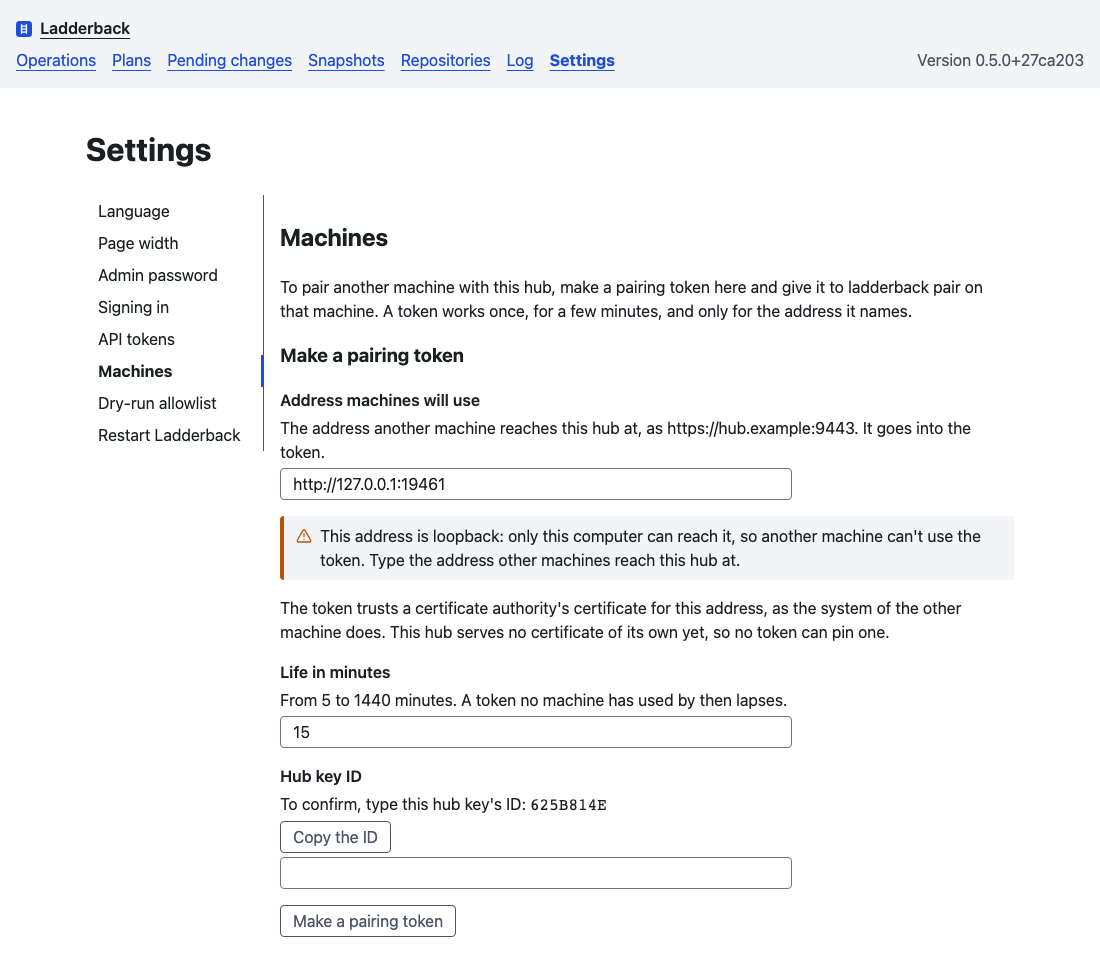 Ladderback
Operations Plans Pending changes Snapshots Repositories Log Settings Version 0.5.0+27ca203
Settings
Language
Page width
Admin password
Signing in
API tokens
Machines
Dry-run allowlist
Restart Ladderback
Machines
To pair another machine with this hub, make a pairing token here and give it to ladderback pair on
that machine. A token works once, for a few minutes, and only for the address it names.
Make a pairing token
Address machines will use
The address another machine reaches this hub at, as https://hub.example:9443. It goes into the
token.
http://127.0.0.1:19461
This address is loopback: only this computer can reach it, so another machine can't use the
token. Type the address other machines reach this hub at.
The token trusts a certificate authority's certificate for this address, as the system of the other
machine does. This hub serves no certificate of its own yet, so no token can pin one.
Life in minutes
From 5 to 1440 minutes. A token no machine has used by then lapses.
15
Hub key ID
To confirm, type this hub key's ID: 625B814E
Copy the ID
Make a pairing token